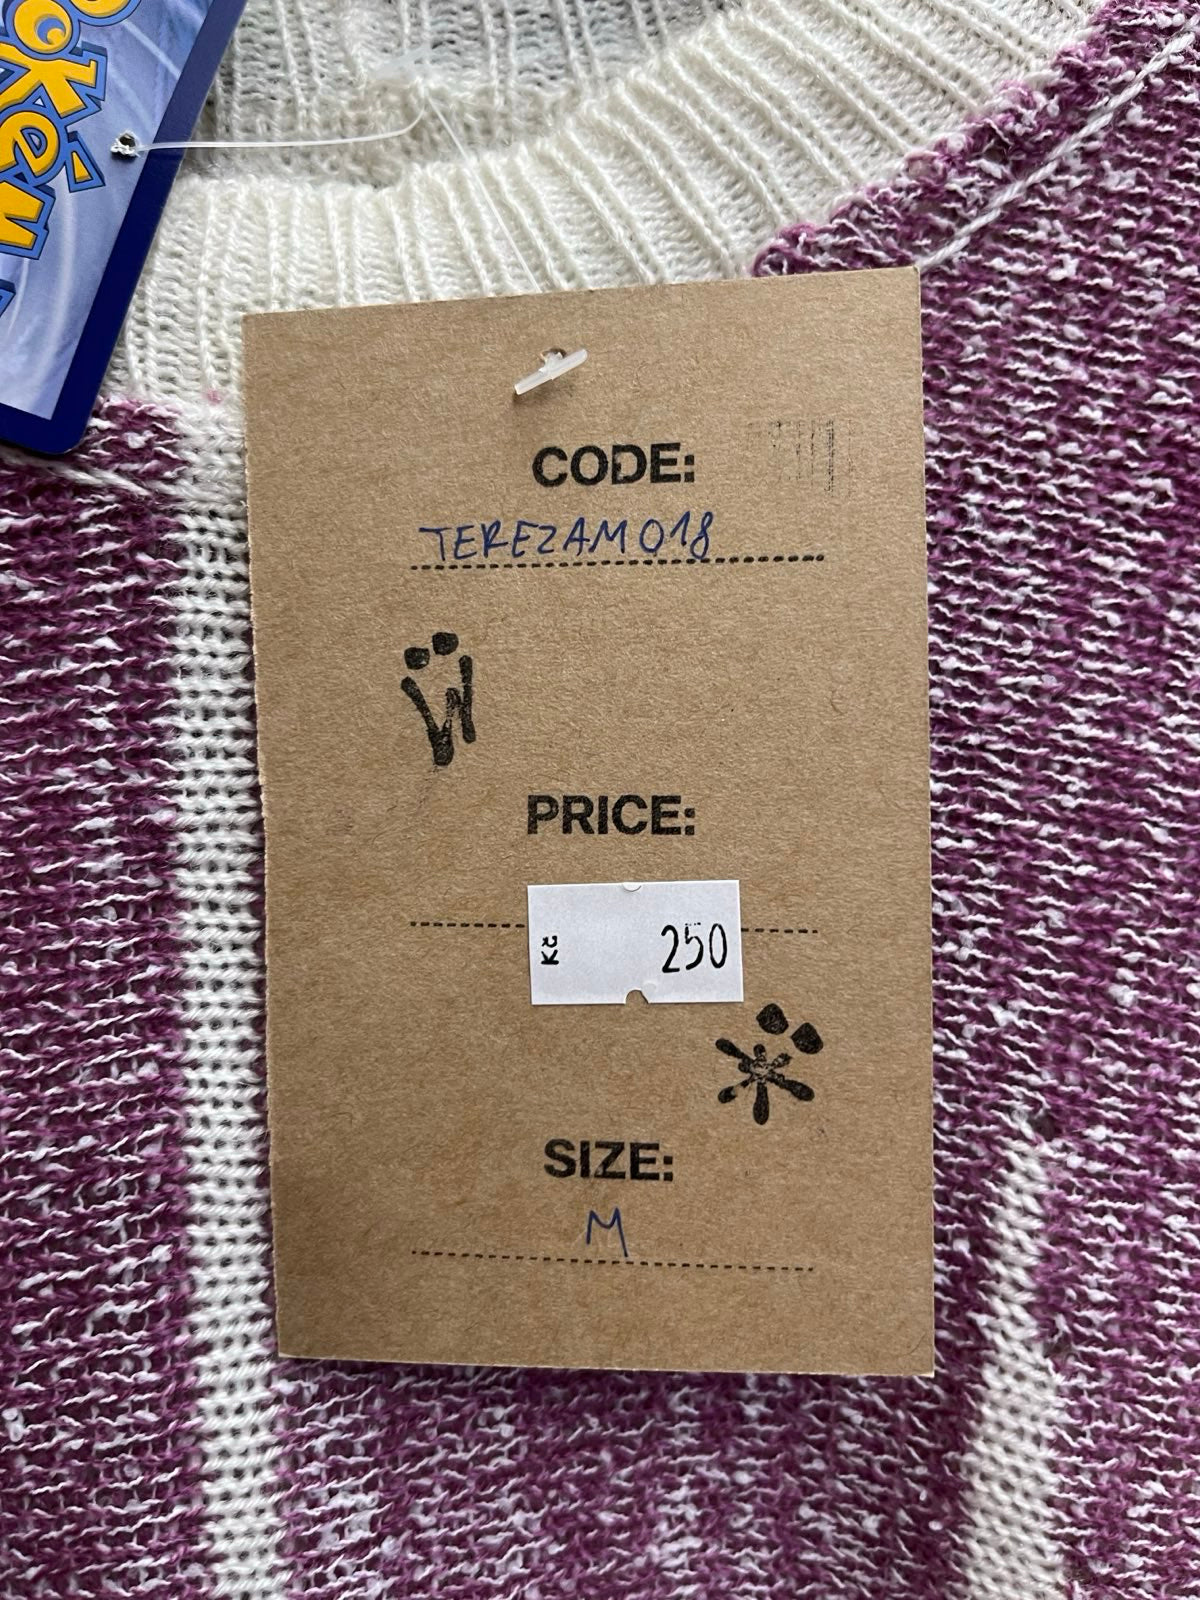 CODE:
TEREZAM018
PRICE:
Kč 250
SIZE:
M